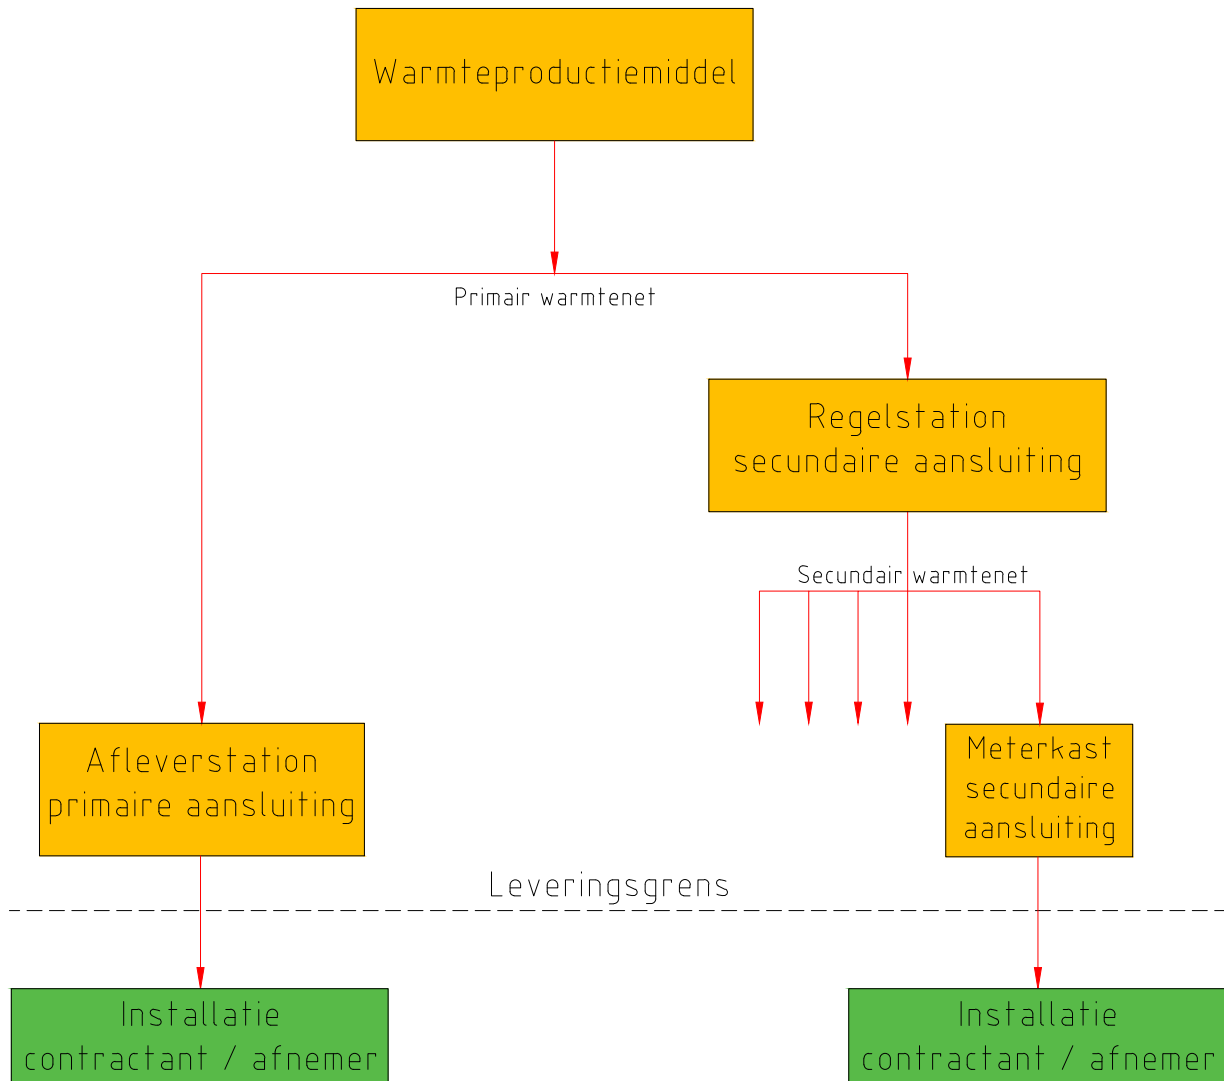 Warmteproductiemiddel
Primair warmtenet
Regelstation
secundaire aansluiting
Secundair warmtenet
Afleverstation
primaire aansluiting
Meterkast
secundaire
aansluiting
Leveringsgrens
Installatie
contractant / afnemer
Installatie
contractant / afnemer